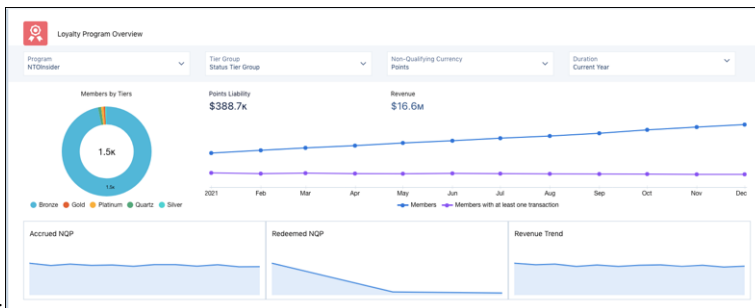 Loyalty Program Overview
Program
NTOInsider
Tier Group
Status Tier Group
Non-Qualifying Currency
Points
Duration
Current Year
Members by Tiers
1.5K
1.5K
Bronze Gold Platinum Quartz Silver
Points Liability
$388.7K
Revenue
$16.6M
2021 Feb Mar Apr May Jun Jul Aug Sep Oct Nov Dec
Members Members with at least one transaction
Accrued NQP
Redeemed NQP
Revenue Trend